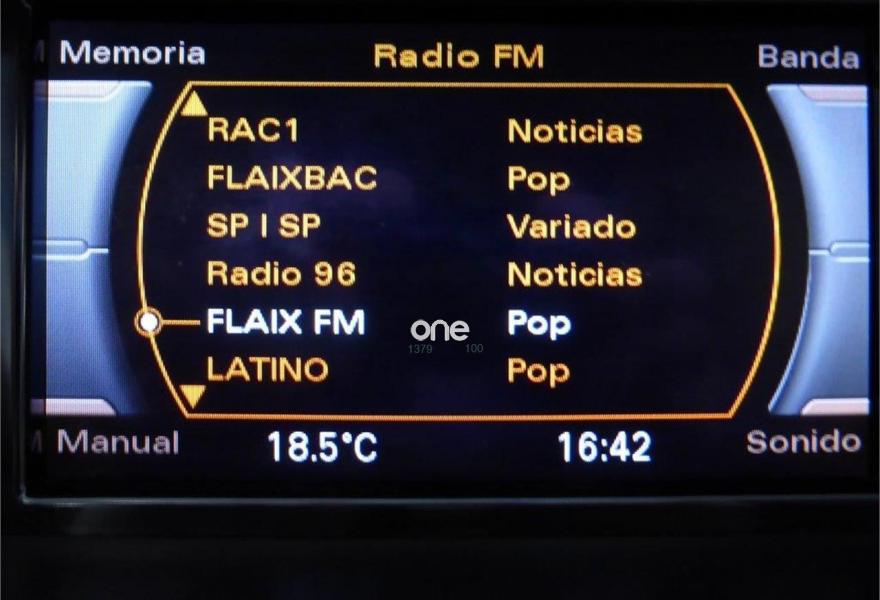 Memoria Radio FM Banda
RAC1 Noticias
FLAIXBAC Pop
SP I SP Variado
Radio 96 Noticias
FLAIX FM Pop
one
1379 100
LATINO Pop
Manual 18.5°C 16:42 Sonido